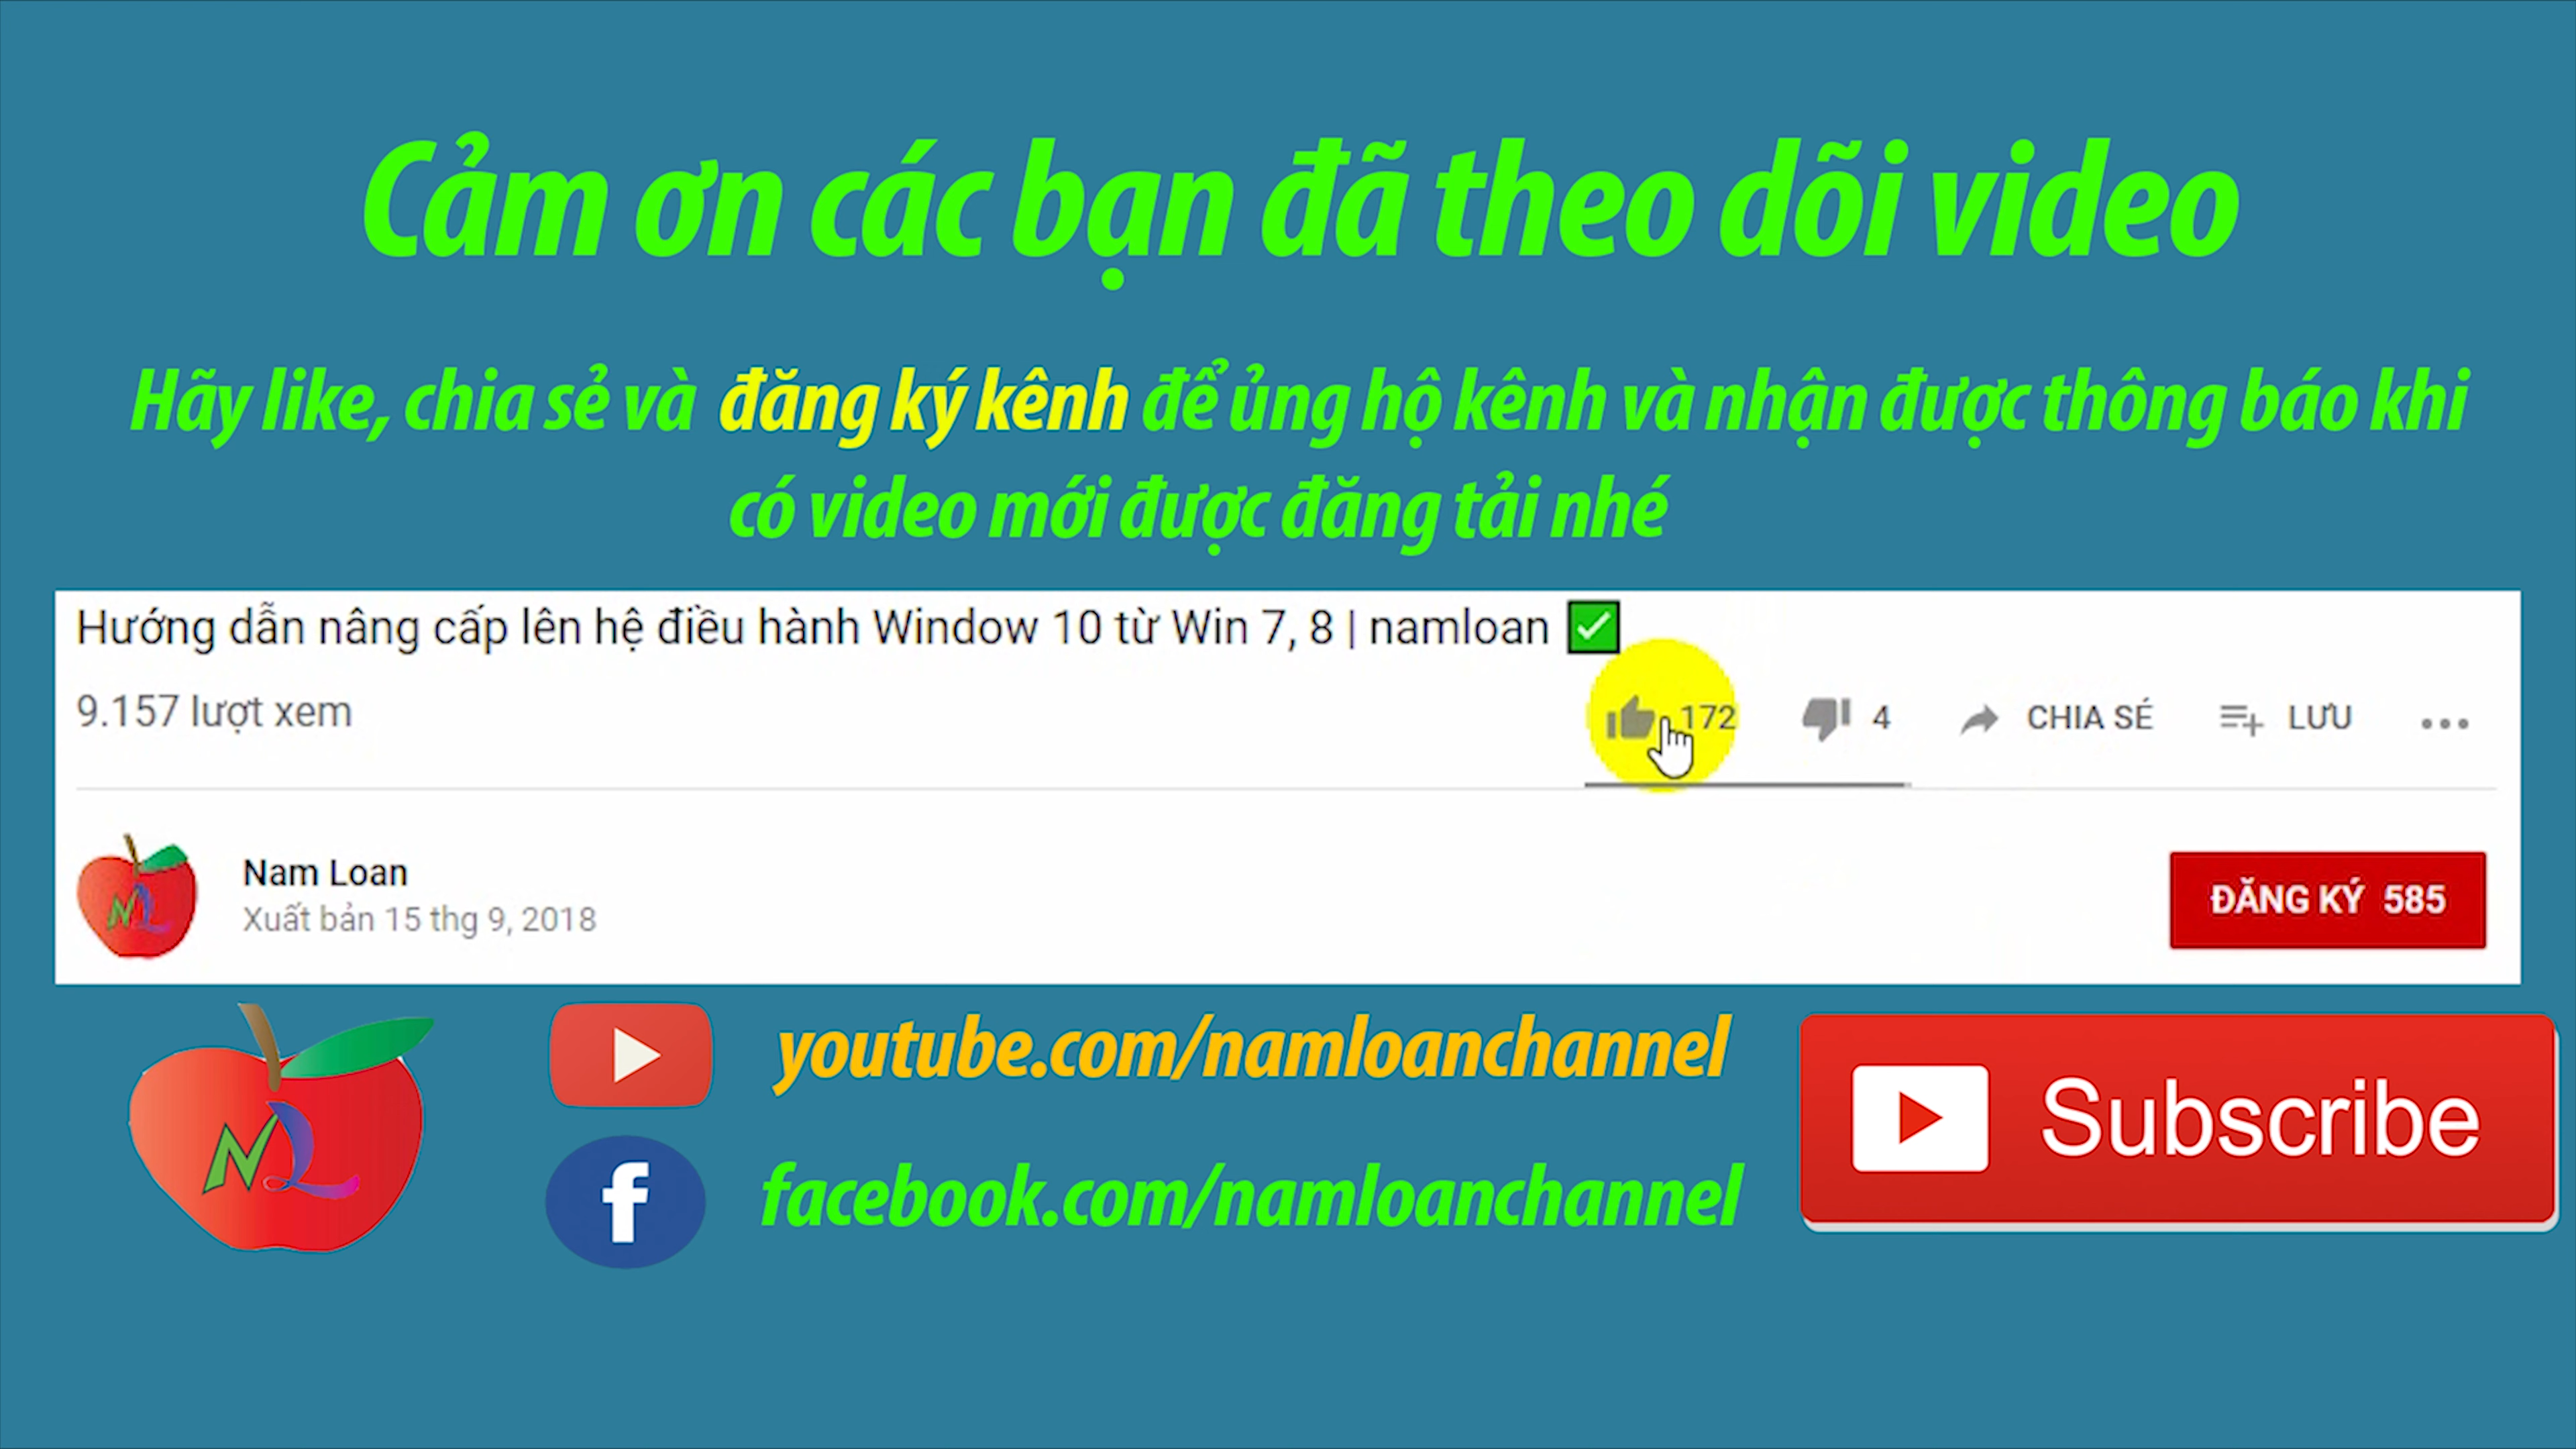 Cảm ơn các bạn đã theo dõi video
Hãy like, chia sẻ và đăng ký kênh để ủng hộ kênh và nhận được thông báo khi
có video mới được đăng tải nhé
Hướng dẫn nâng cấp lên hệ điều hành Window 10 từ Win 7, 8 | namloan ✅
9.157 lượt xem
172 4 CHIA SẺ LƯU
Nam Loan
Xuất bản 15 thg 9, 2018
ĐĂNG KÝ 585
NL
youtube.com/namloanchannel
facebook.com/namloanchannel
Subscribe